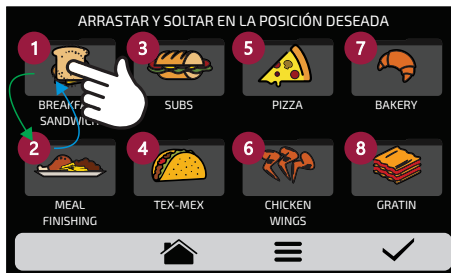 ARRASTAR Y SOLTAR EN LA POSICIÓN DESEADA
1
3
5
7
SANDWICH
SUBS
PIZZA
BAKERY
2
4
6
8
MEAL
FINISHING
TEX-MEX
CHICKEN
WINGS
GRATIN